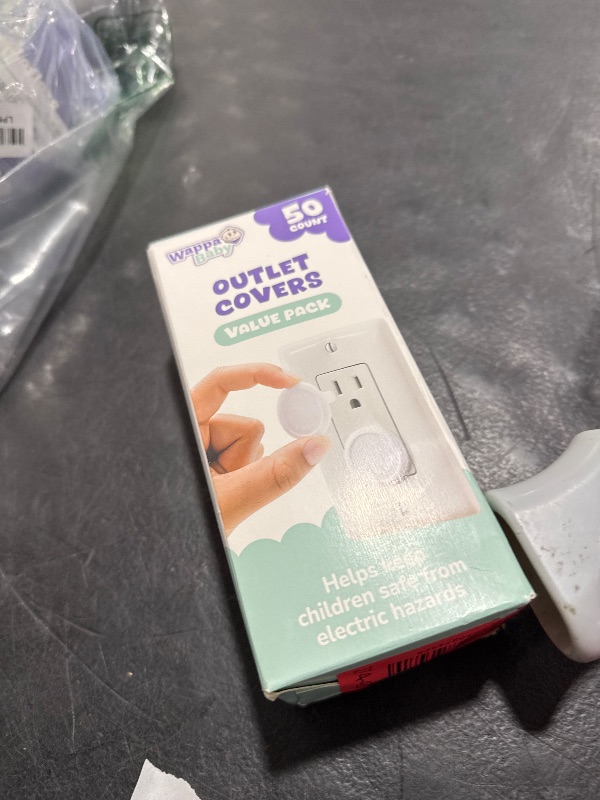 50
COUNT
Wappa
Baby
OUTLET
COVERS
VALUE PACK
Helps keep
children safe from
electric hazards